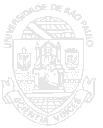 UNIVERSIDADE DE SÃO PAULO
SCIENTIA VINCES